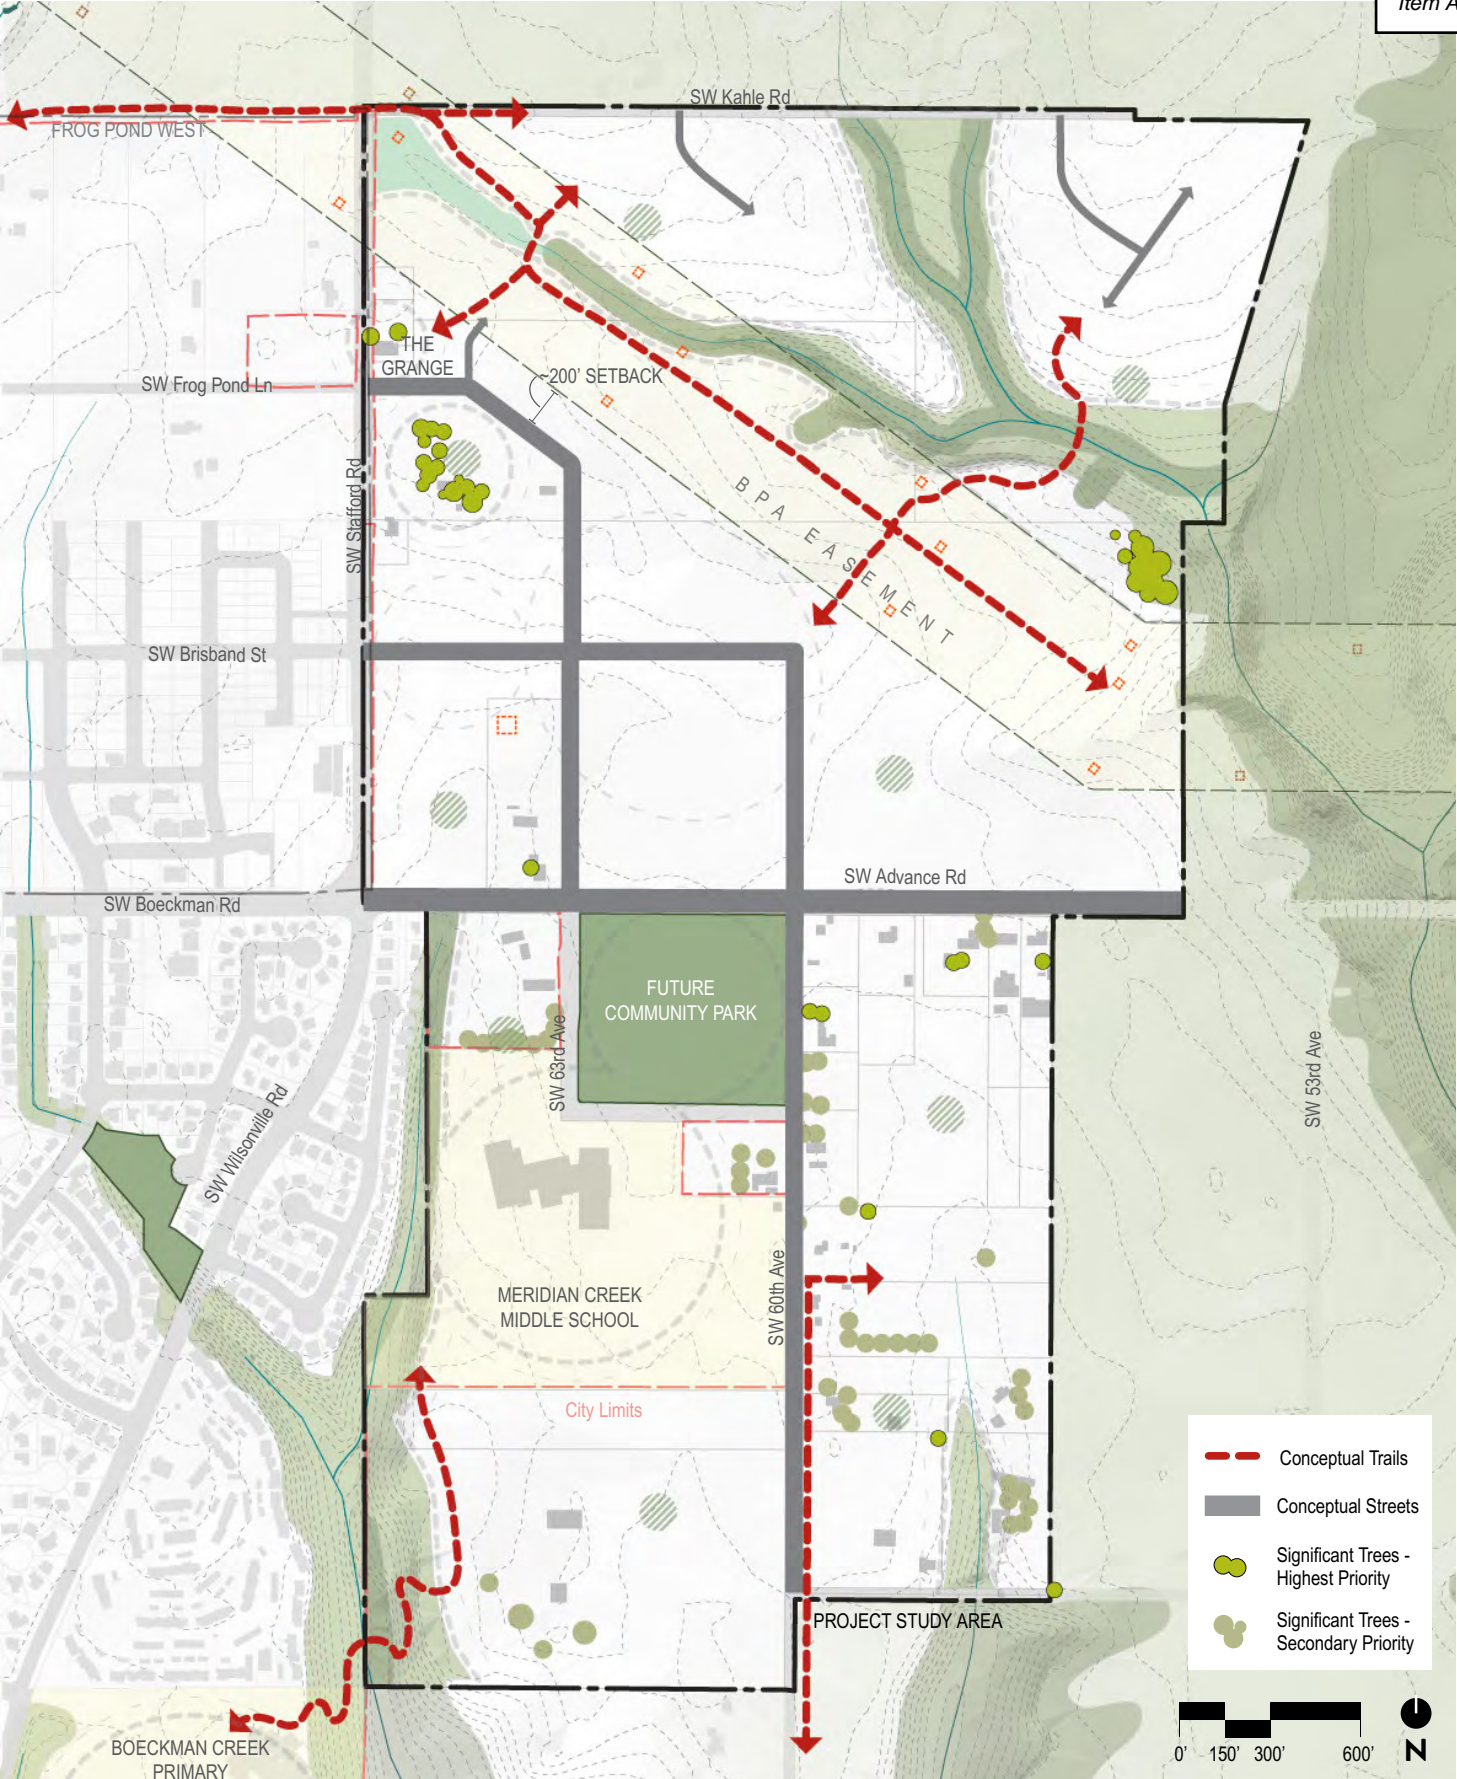 Item A
SW Kahle Rd
FROG POND WEST
THE
GRANGE
SW Frog Pond Ln
~200' SETBACK
SW Stafford Rd
BPA EASEMENT
SW Brisband St
SW Advance Rd
SW Boeckman Rd
FUTURE
COMMUNITY PARK
SW 63rd Ave
SW 53rd Ave
SW Wilsonville Rd
MERIDIAN CREEK
MIDDLE SCHOOL
SW 60th Ave
City Limits
Conceptual Trails
Conceptual Streets
Significant Trees -
Highest Priority
Significant Trees -
Secondary Priority
PROJECT STUDY AREA
BOECKMAN CREEK
PRIMARY
0' 150' 300' 600'
N